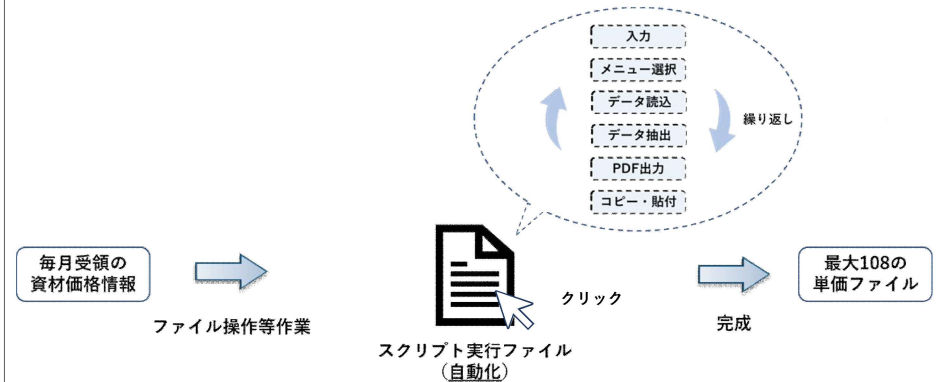 入力
メニュー選択
データ読込
データ抽出
PDF出力
コピー・貼付
繰り返し
毎月受領の
資材価格情報
ファイル操作等作業
クリック
スクリプト実行ファイル
（自動化）
完成
最大108の
単価ファイル